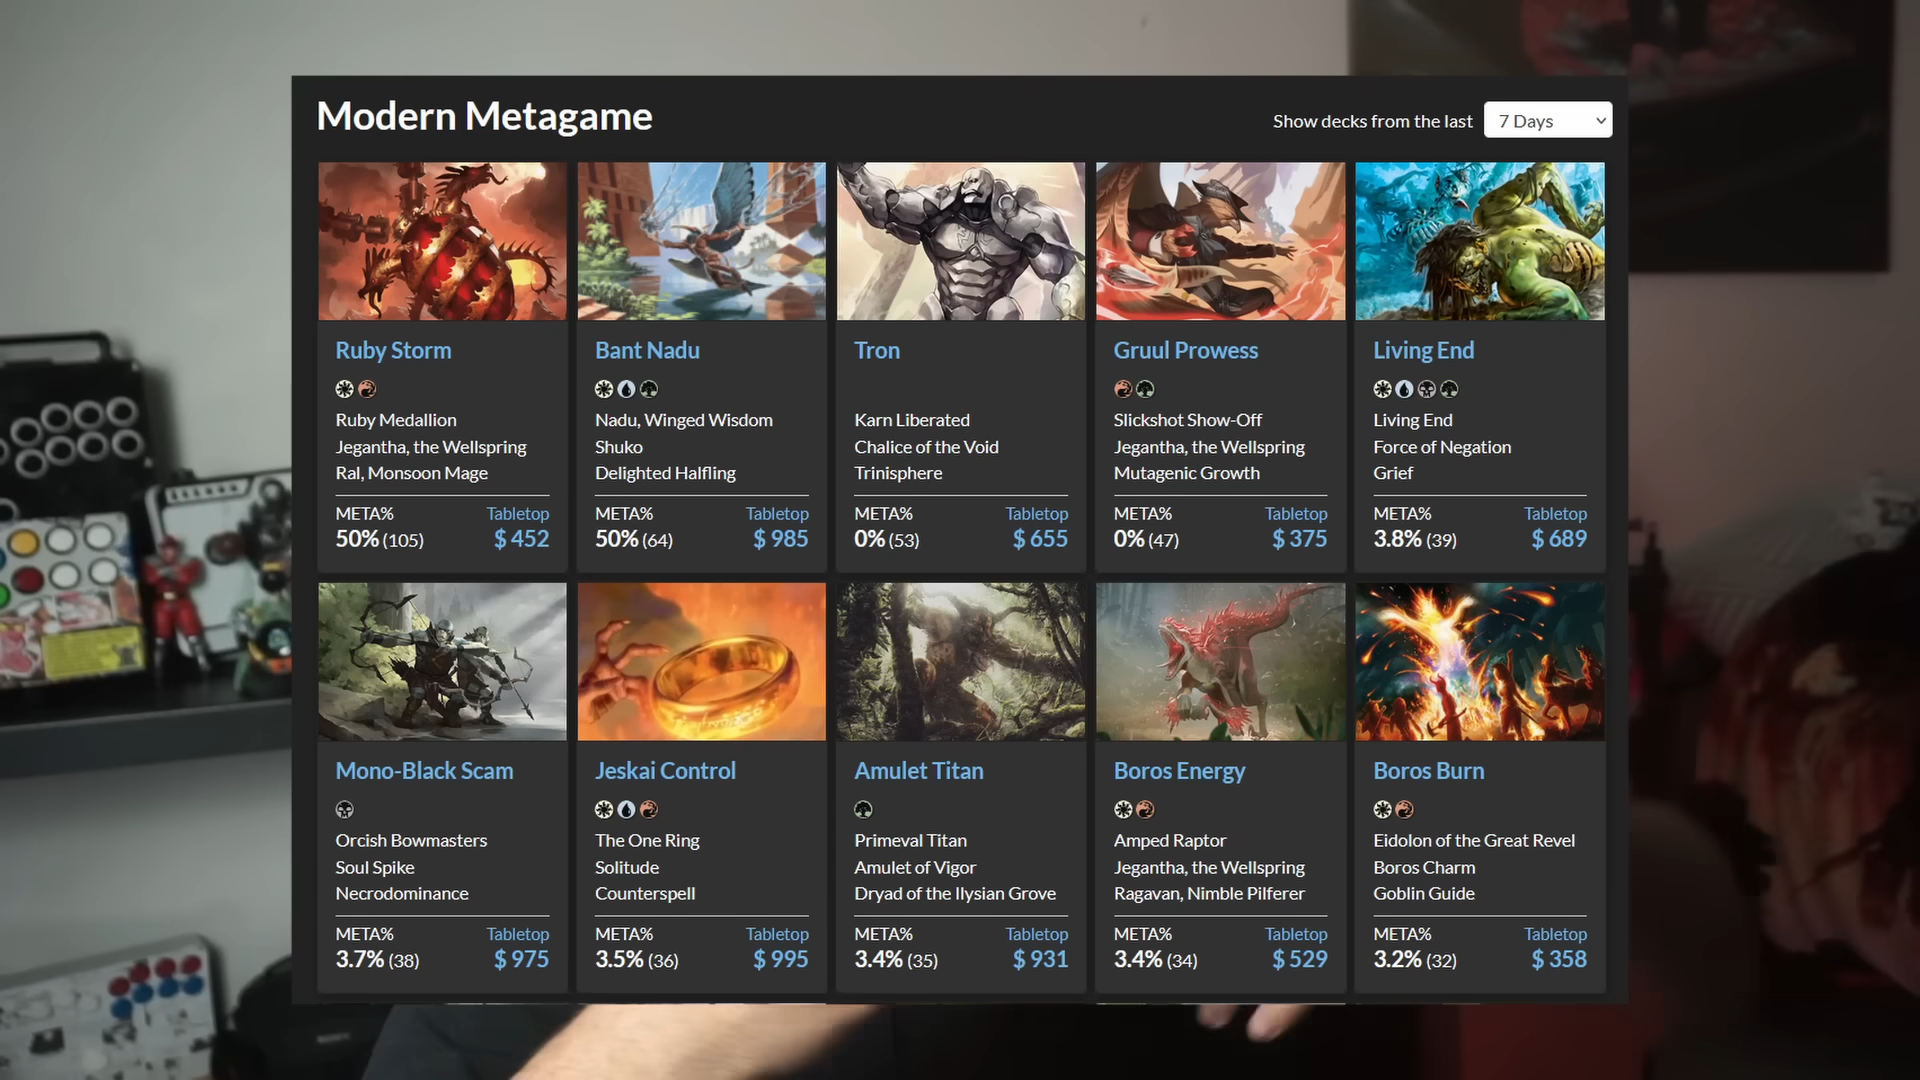 Modern Metagame
Show decks from the last 7 Days
Ruby Storm
Ruby Medallion
Jegantha, the Wellspring
Ral, Monsoon Mage
META% Tabletop
50% (105) $ 452
Bant Nadu
Nadu, Winged Wisdom
Shuko
Delighted Halfling
META% Tabletop
50% (64) $ 985
Tron
Karn Liberated
Chalice of the Void
Trinisphere
META% Tabletop
0% (53) $ 655
Gruul Prowess
Slickshot Show-Off
Jegantha, the Wellspring
Mutagenic Growth
META% Tabletop
0% (47) $ 375
Living End
Living End
Force of Negation
Grief
META% Tabletop
3.8% (39) $ 689
Mono-Black Scam
Orcish Bowmasters
Soul Spike
Necrodominance
META% Tabletop
3.7% (38) $ 975
Jeskai Control
The One Ring
Solitude
Counterspell
META% Tabletop
3.5% (36) $ 995
Amulet Titan
Primeval Titan
Amulet of Vigor
Dryad of the Ilysian Grove
META% Tabletop
3.4% (35) $ 931
Boros Energy
Amped Raptor
Jegantha, the Wellspring
Ragavan, Nimble Pilferer
META% Tabletop
3.4% (34) $ 529
Boros Burn
Eidolon of the Great Revel
Boros Charm
Goblin Guide
META% Tabletop
3.2% (32) $ 358